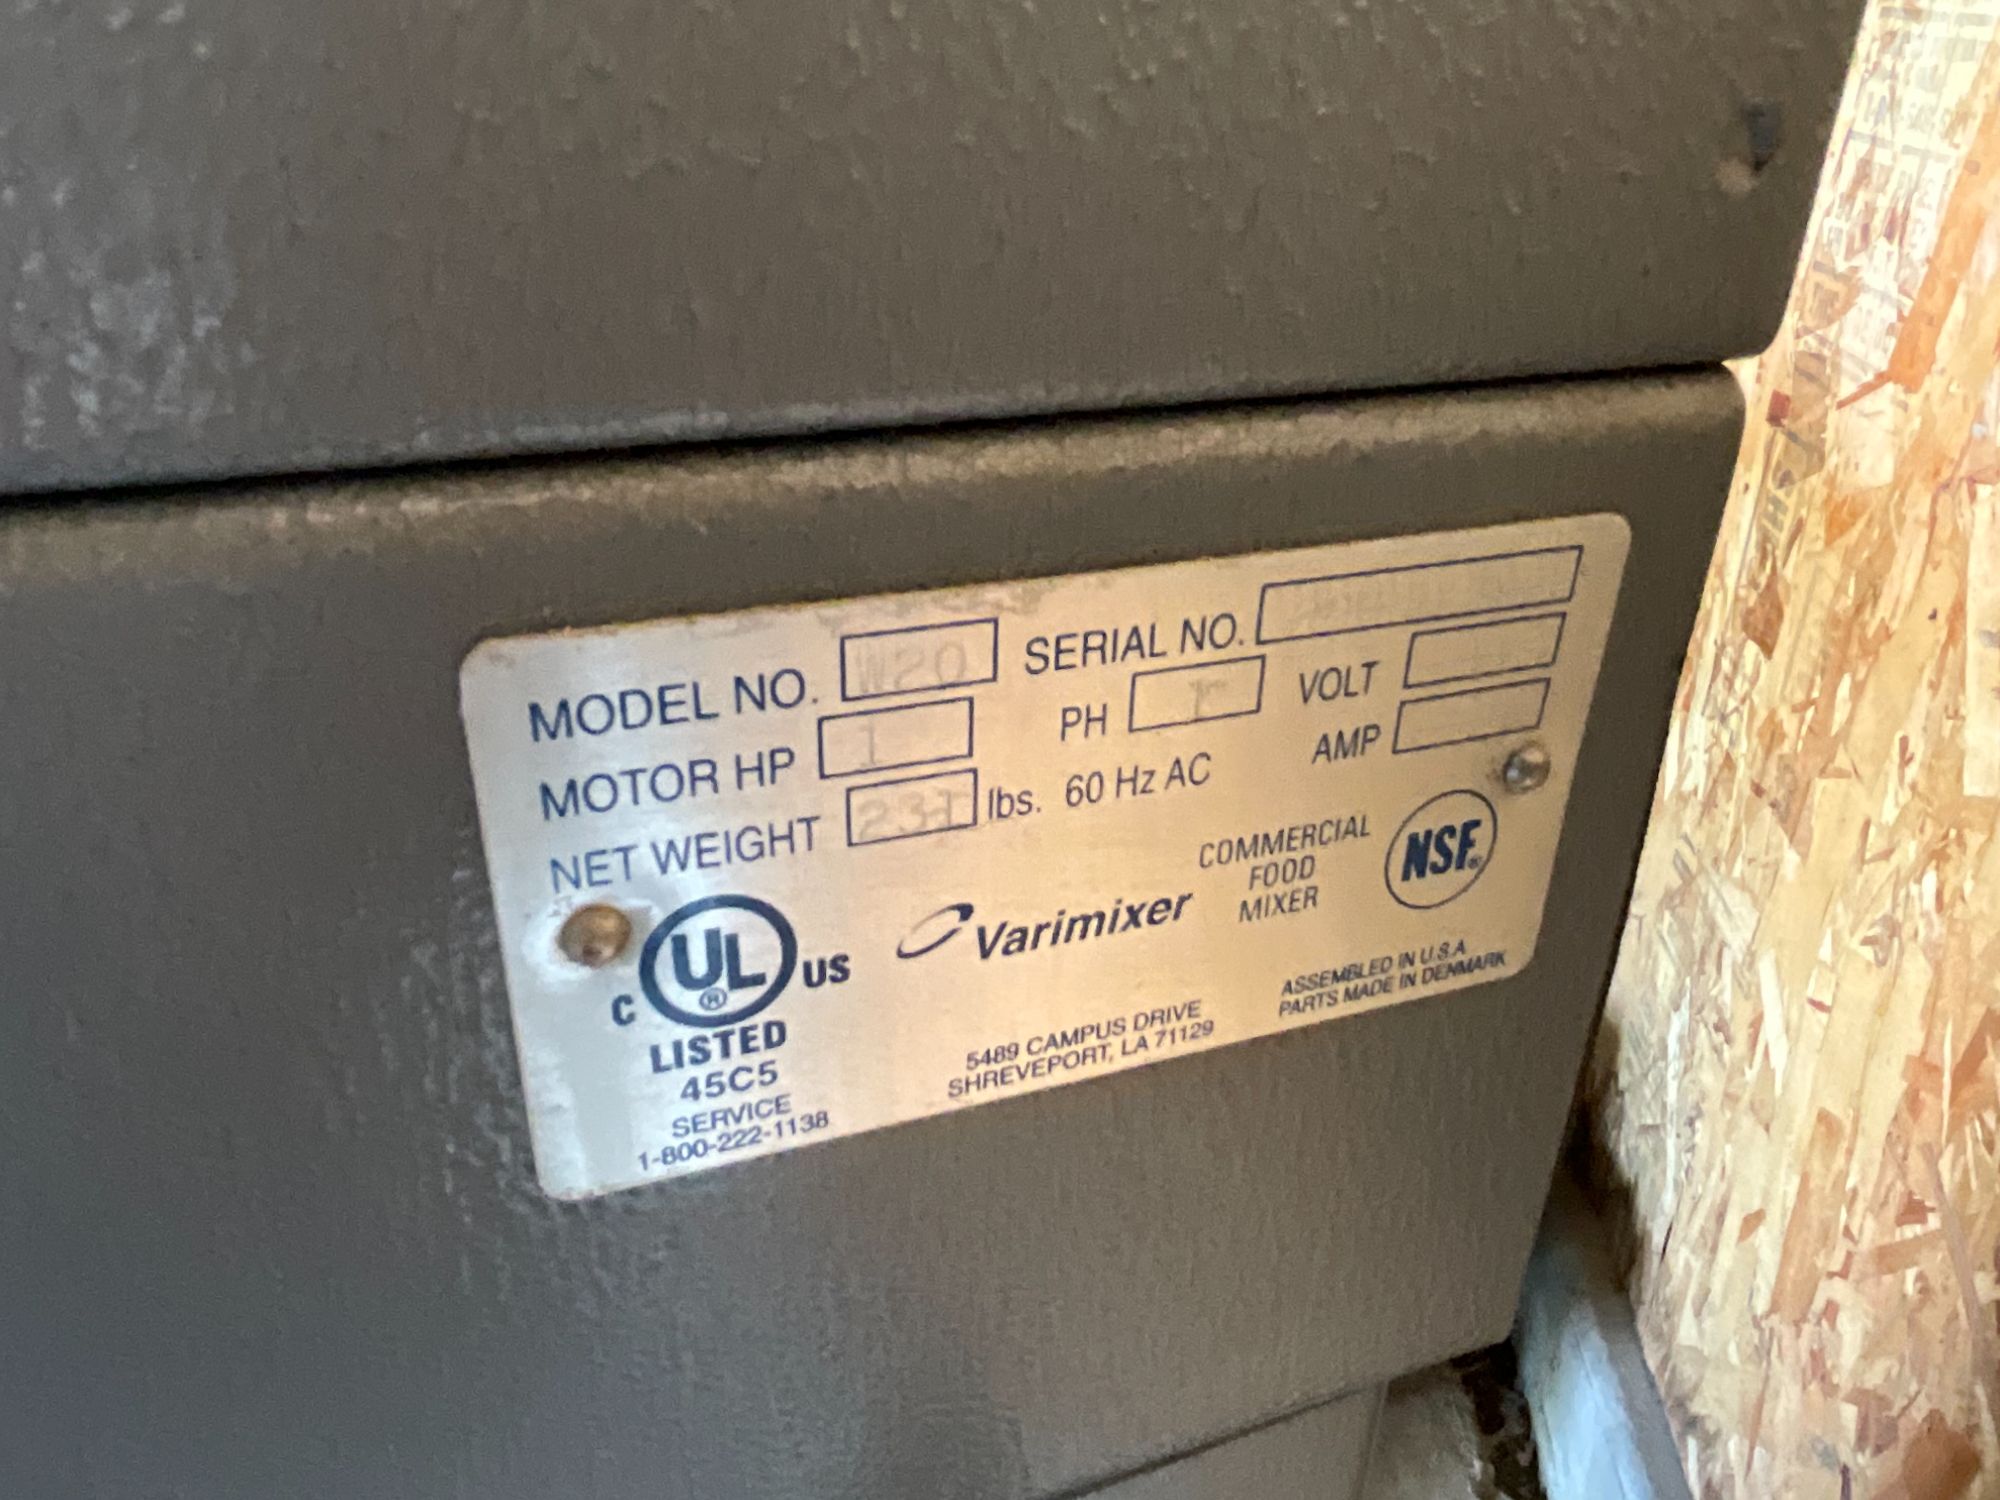 MODEL NO. W20 SERIAL NO.
MOTOR HP 1 PH 1 VOLT
NET WEIGHT 231 lbs. 60 Hz AC AMP
C UL ® US
LISTED
45C5
SERVICE
1-800-222-1138
Varimixer
COMMERCIAL
FOOD
MIXER
NSF®
5489 CAMPUS DRIVE
SHREVEPORT, LA 71129
ASSEMBLED IN U.S.A
PARTS MADE IN DENMARK